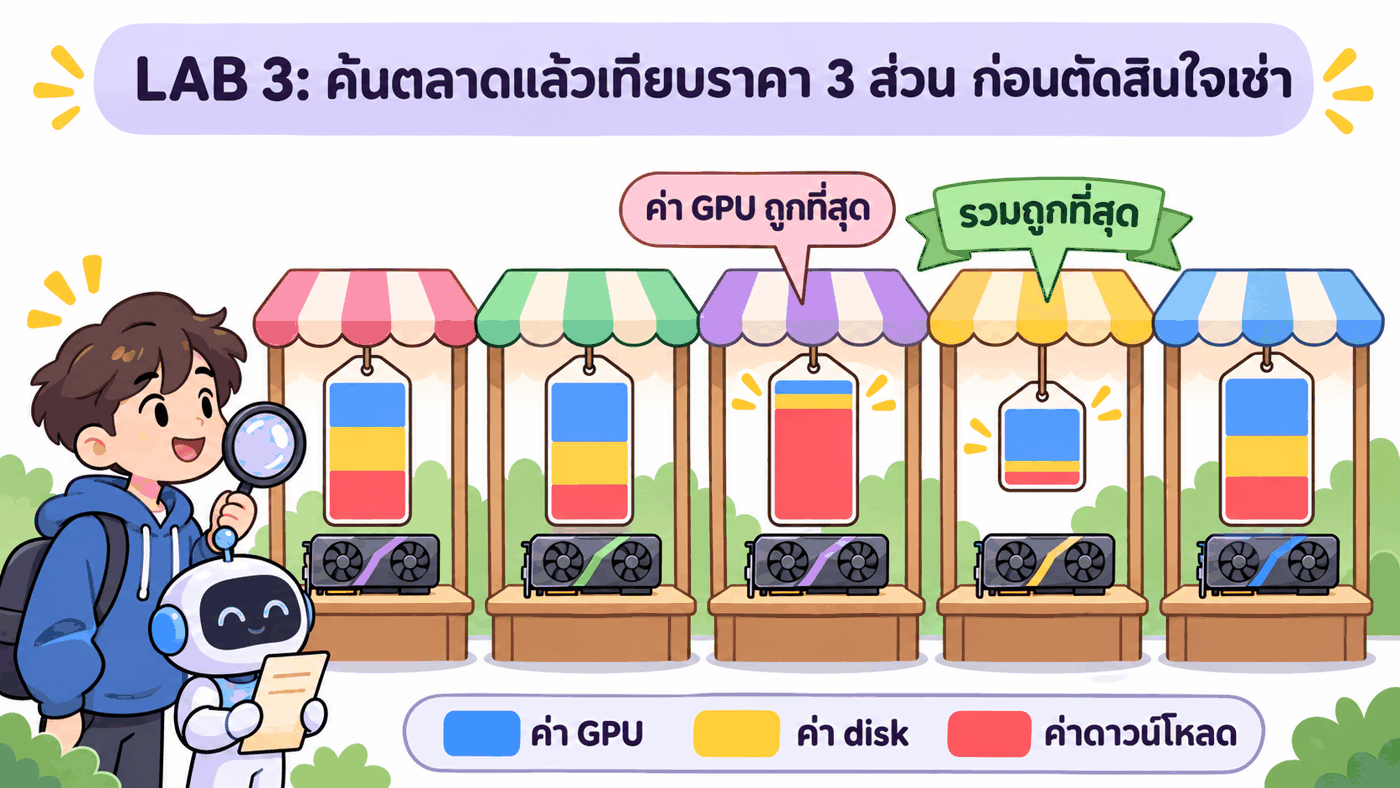 LAB 3: ค้นตลาดแล้วเทียบราคา 3 ส่วน ก่อนตัดสินใจเช่า
ค่า GPU ถูกที่สุด
รวมถูกที่สุด
ค่า GPU
ค่า disk
ค่าดาวน์โหลด